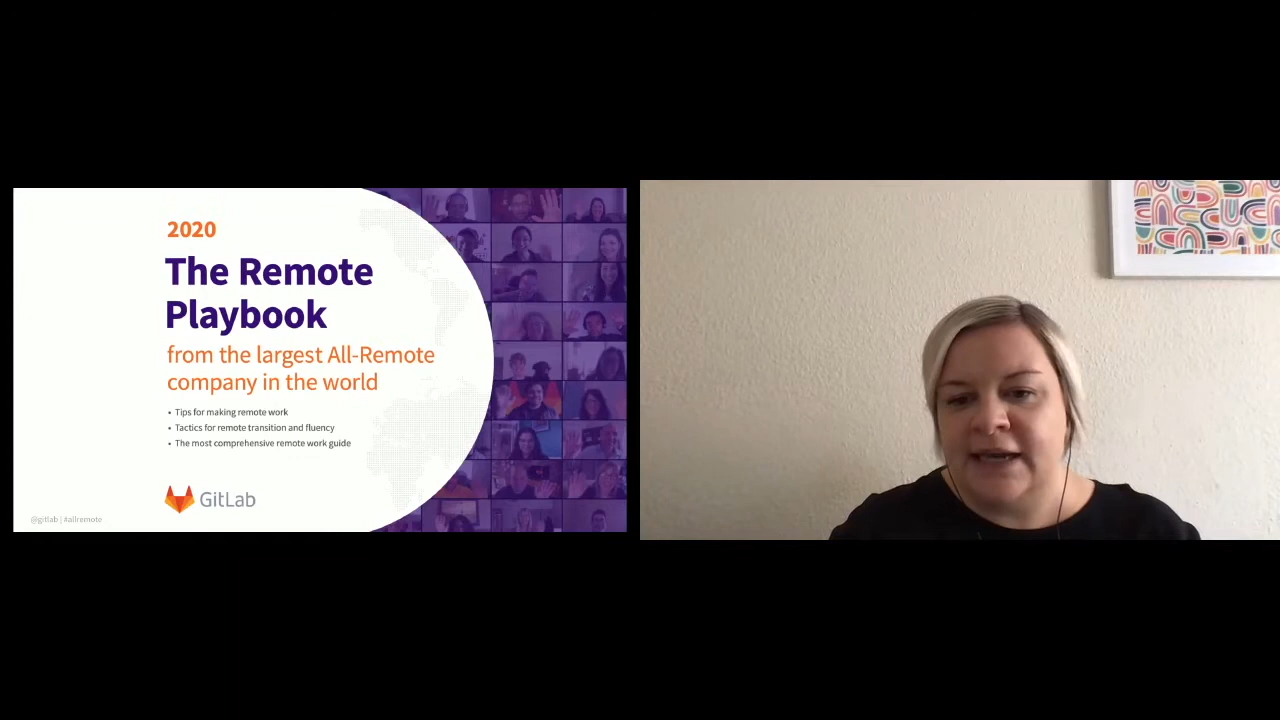 2020
The Remote
Playbook
from the largest All-Remote
company in the world
• Tips for making remote work
• Tactics for remote transition and fluency
• The most comprehensive remote work guide
GitLab
@gitlab | #allremote